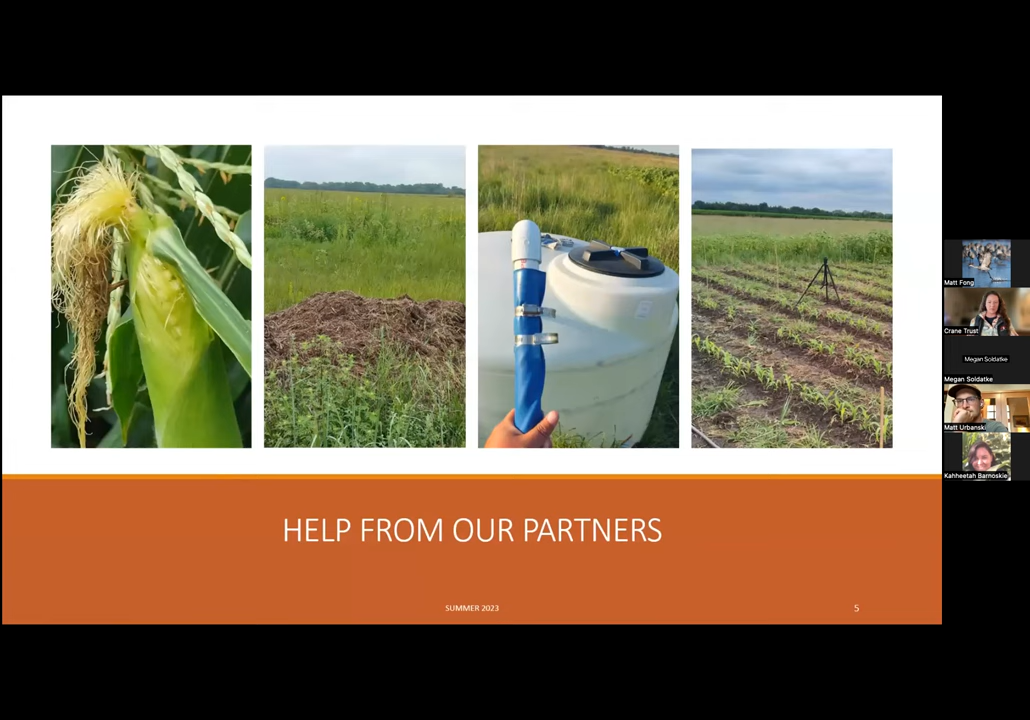 HELP FROM OUR PARTNERS
SUMMER 2023
5
Matt Fong
Crane Trust
Megan Soldatke
Megan Soldatke
Matt Urbanski
Kahheetah Barnoskie